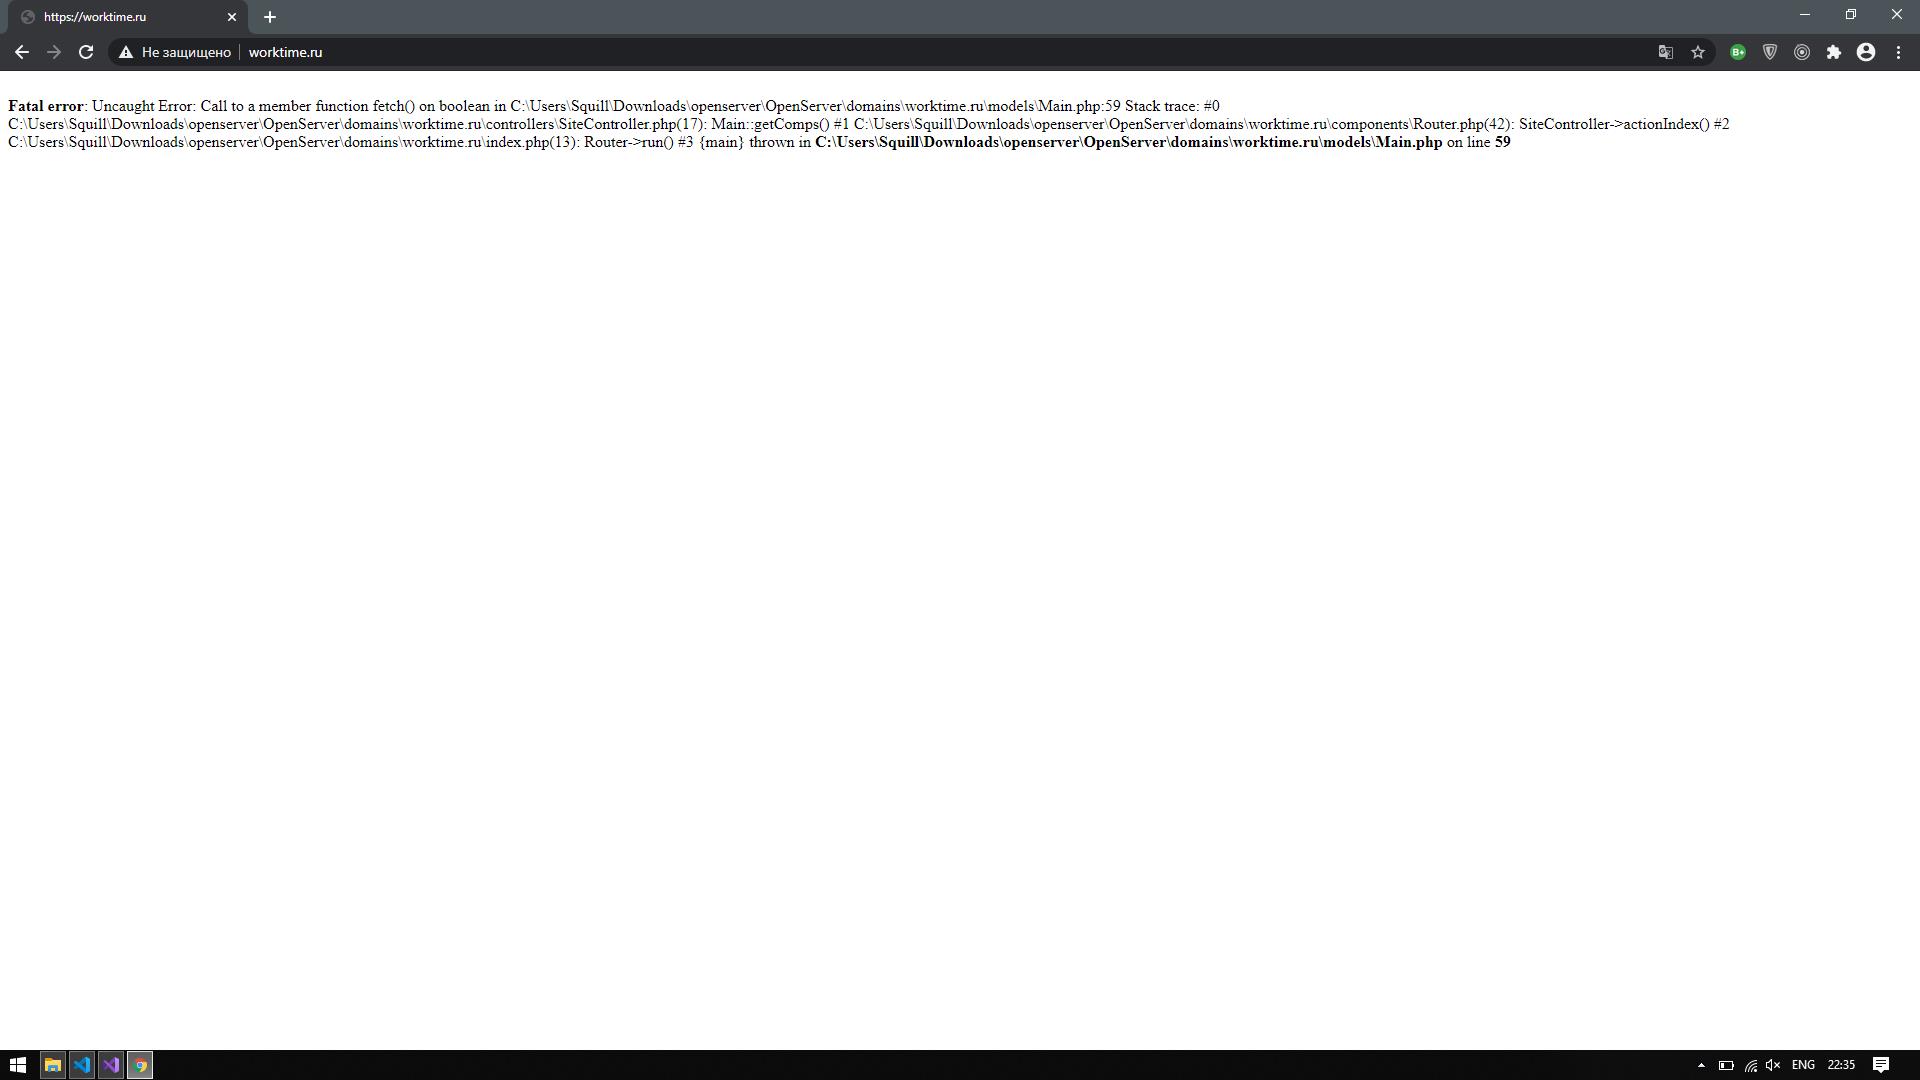 https://worktime.ru
Не защищено worktime.ru
B+
Fatal error: Uncaught Error: Call to a member function fetch() on boolean in C:\Users\Squill\Downloads\openserver\OpenServer\domains\worktime.ru\models\Main.php:59 Stack trace: #0
C:\Users\Squill\Downloads\openserver\OpenServer\domains\worktime.ru\controllers\SiteController.php(17): Main::getComps() #1 C:\Users\Squill\Downloads\openserver\OpenServer\domains\worktime.ru\components\Router.php(42): SiteController->actionIndex() #2
C:\Users\Squill\Downloads\openserver\OpenServer\domains\worktime.ru\index.php(13): Router->run() #3 {main} thrown in C:\Users\Squill\Downloads\openserver\OpenServer\domains\worktime.ru\models\Main.php on line 59
ENG 22:35